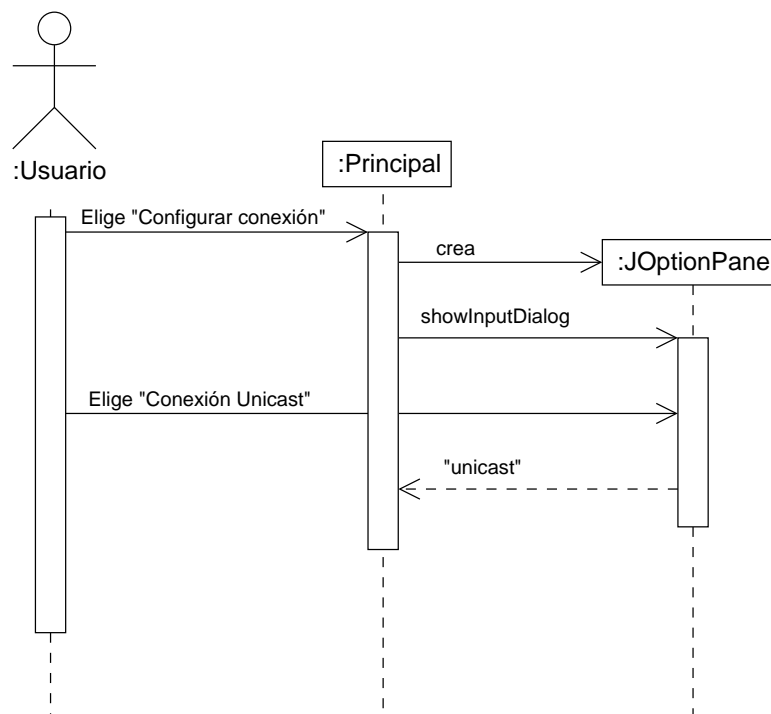 :Usuario
:Principal
Elige "Configurar conexión"
crea
:JOptionPane
showInputDialog
Elige "Conexión Unicast"
"unicast"